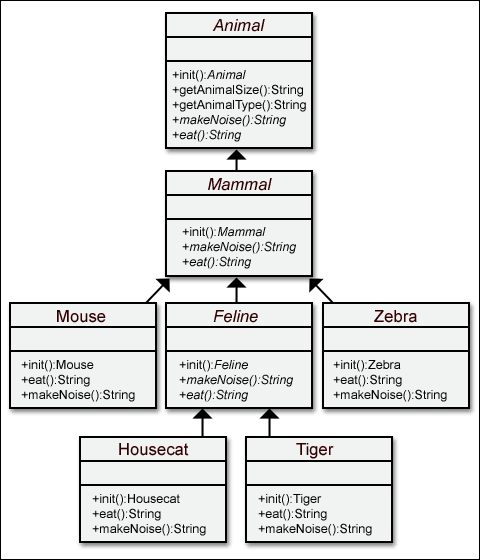 Animal
+init():Animal
+getAnimalSize():String
+getAnimalType():String
+makeNoise():String
+eat():String
Mammal
+init():Mammal
+makeNoise():String
+eat():String
Mouse
+init():Mouse
+eat():String
+makeNoise():String
Feline
+init():Feline
+makeNoise():String
+eat():String
Zebra
+init():Zebra
+eat():String
+makeNoise():String
Housecat
+init():Housecat
+eat():String
+makeNoise():String
Tiger
+init():Tiger
+eat():String
+makeNoise():String